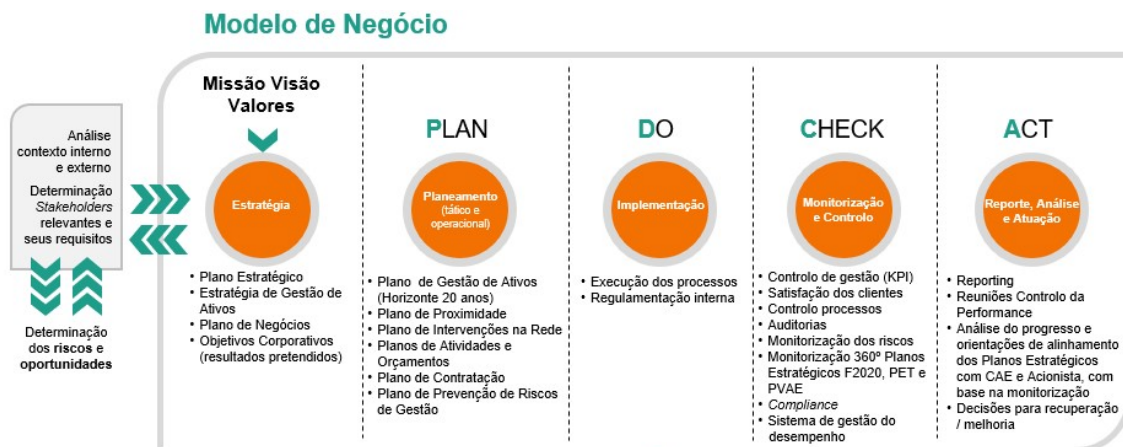 Modelo de Negócio
Análise
contexto interno
e externo
Determinação
Stakeholders
relevantes e
seus requisitos
Determinação
dos riscos e
oportunidades
Missão Visão
Valores
Estratégia
• Plano Estratégico
• Estratégia de Gestão de
Ativos
• Plano de Negócios
• Objetivos Corporativos
(resultados pretendidos)
PLAN
Planeamento
(tático e
operacional)
• Plano de Gestão de Ativos
(Horizonte 20 anos)
• Plano de Proximidade
• Plano de Intervenções na Rede
• Planos de Atividades e
Orçamentos
• Plano de Contratação
• Plano de Prevenção de Riscos
de Gestão
DO
Implementação
• Execução dos processos
• Regulamentação interna
CHECK
Monitorização
e Controlo
• Controlo de gestão (KPI)
• Satisfação dos clientes
• Controlo processos
• Auditorias
• Monitorização dos riscos
• Monitorização 360º Planos
Estratégicos F2020, PET e
PVAE
• Compliance
• Sistema de gestão do
desempenho
ACT
Reporte, Análise
e Atuação
• Reporting
• Reuniões Controlo da
Performance
• Análise do progresso e
orientações de alinhamento
dos Planos Estratégicos
com CAE e Acionista, com
base na monitorização
• Decisões para recuperação
/ melhoria